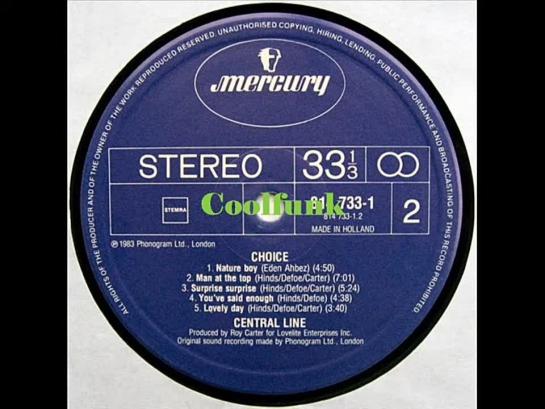 ALL RIGHTS OF THE PRODUCER AND OF THE OWNER OF THE WORK REPRODUCED RESERVED. UNAUTHORISED COPYING, HIRING, LENDING, PUBLIC PERFORMANCE AND BROADCASTING OF THIS RECORD PROHIBITED
mercury
STEREO
33 1/3
STEMRA
Coolfunk
733-1
814 733-1.2
MADE IN HOLLAND
2
℗ 1983 Phonogram Ltd., London
CHOICE
1. Nature boy (Eden Ahbez) (4:50)
2. Man at the top (Hinds/Defoe/Carter) (7:01)
3. Surprise surprise (Hinds/Defoe/Carter) (5:24)
4. You've said enough (Hinds/Defoe) (4:38)
5. Lovely day (Hinds/Defoe/Carter) (3:40)
CENTRAL LINE
Produced by Roy Carter for Lovelite Enterprises Inc.
Original sound recording made by Phonogram Ltd., London